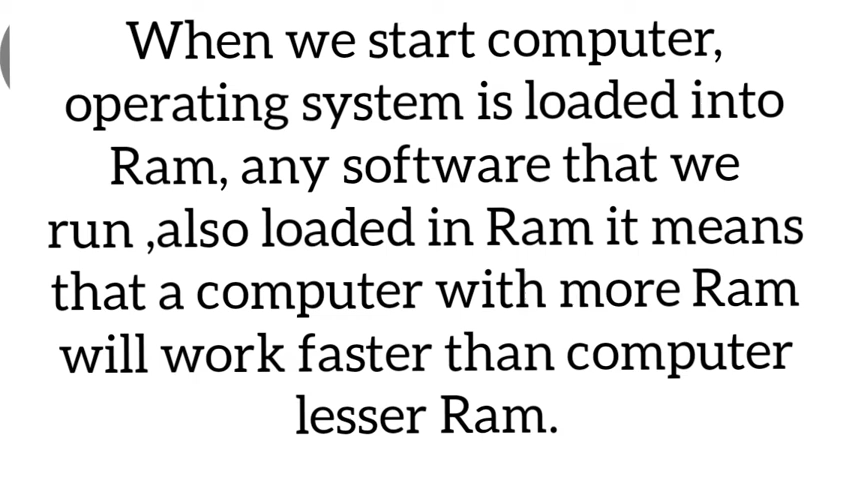 When we start computer,
operating system is loaded into
Ram, any software that we
run ,also loaded in Ram it means
that a computer with more Ram
will work faster than computer
lesser Ram.